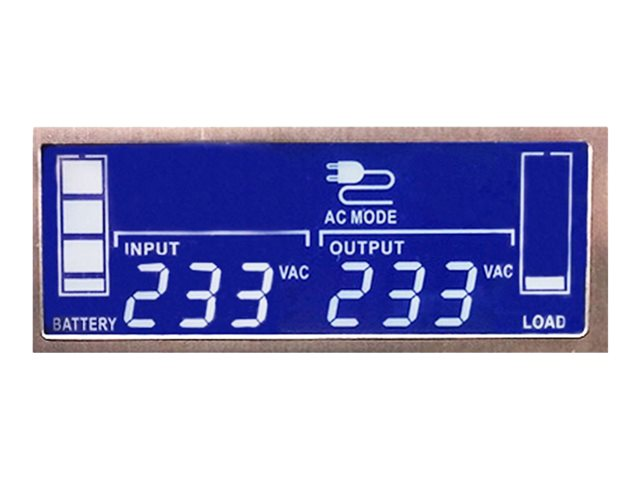 AC MODE
INPUT OUTPUT
233 VAC 233 VAC
BATTERY LOAD